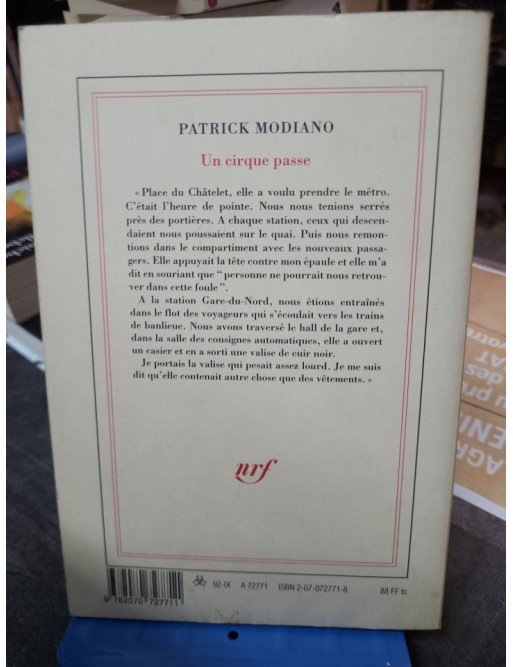 PATRICK MODIANO
Un cirque passe
« Place du Châtelet, elle a voulu prendre le métro.
C'était l'heure de pointe. Nous nous tenions serrés
près des portières. A chaque station, ceux qui descen-
daient nous poussaient sur le quai. Puis nous remon-
tions dans le compartiment avec les nouveaux passa-
gers. Elle appuyait la tête contre mon épaule et elle m'a
dit en souriant que “ personne ne pourrait nous retrou-
ver dans cette foule ”.
A la station Gare-du-Nord, nous étions entraînés
dans le flot des voyageurs qui s'écoulait vers les trains
de banlieue. Nous avons traversé le hall de la gare et,
dans la salle des consignes automatiques, elle a ouvert
un casier et en a sorti une valise de cuir noir.
Je portais la valise qui pesait assez lourd. Je me suis
dit qu'elle contenait autre chose que des vêtements. »
nrf
92-IX A 72771 ISBN 2-07-072771-8 88 FF tc
9 782070 727711